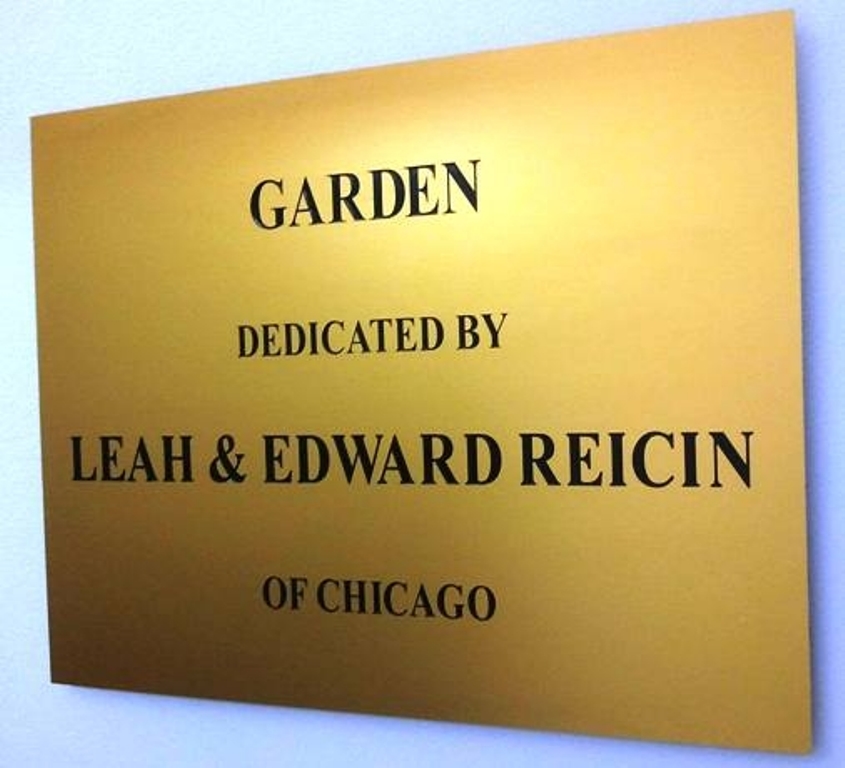 GARDEN
DEDICATED BY
LEAH & EDWARD REICIN
OF CHICAGO